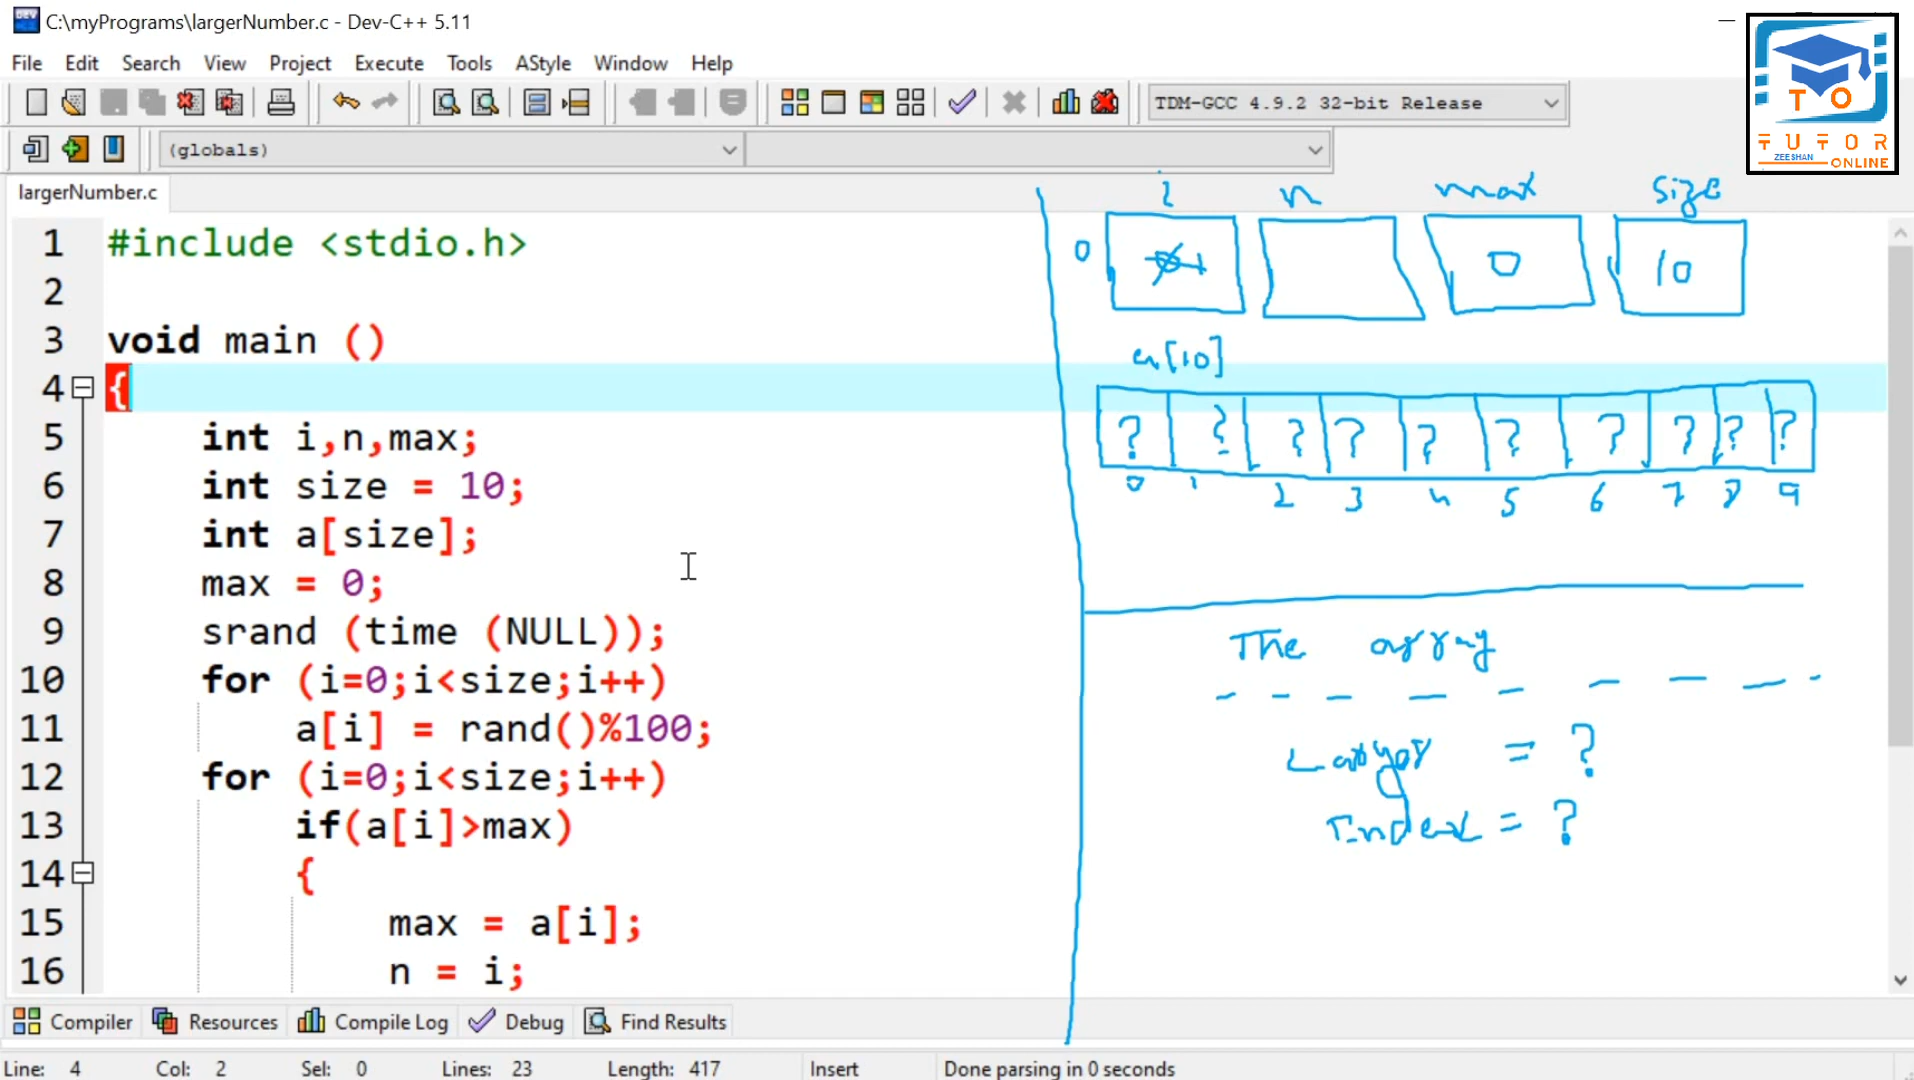 C:\myPrograms\largerNumber.c - Dev-C++ 5.11
File Edit Search View Project Execute Tools AStyle Window Help
TDM-GCC 4.9.2 32-bit Release
(globals)
TO
TUTOR
ZEESHAN ONLINE
largerNumber.c
1 #include <stdio.h>
2
3 void main ()
4 {
5 int i,n,max;
6 int size = 10;
7 int a[size];
8 max = 0;
9 srand (time (NULL));
10 for (i=0;i<size;i++)
11 a[i] = rand()%100;
12 for (i=0;i<size;i++)
13 if(a[i]>max)
14 {
15 max = a[i];
16 n = i;
i n max size
0 0 10
a[10]
? ? ? ? ? ? ? ? ? ?
0 1 2 3 4 5 6 7 8 9
The array
Larger = ?
Index = ?
Compiler Resources Compile Log Debug Find Results
Line: 4 Col: 2 Sel: 0 Lines: 23 Length: 417 Insert Done parsing in 0 seconds